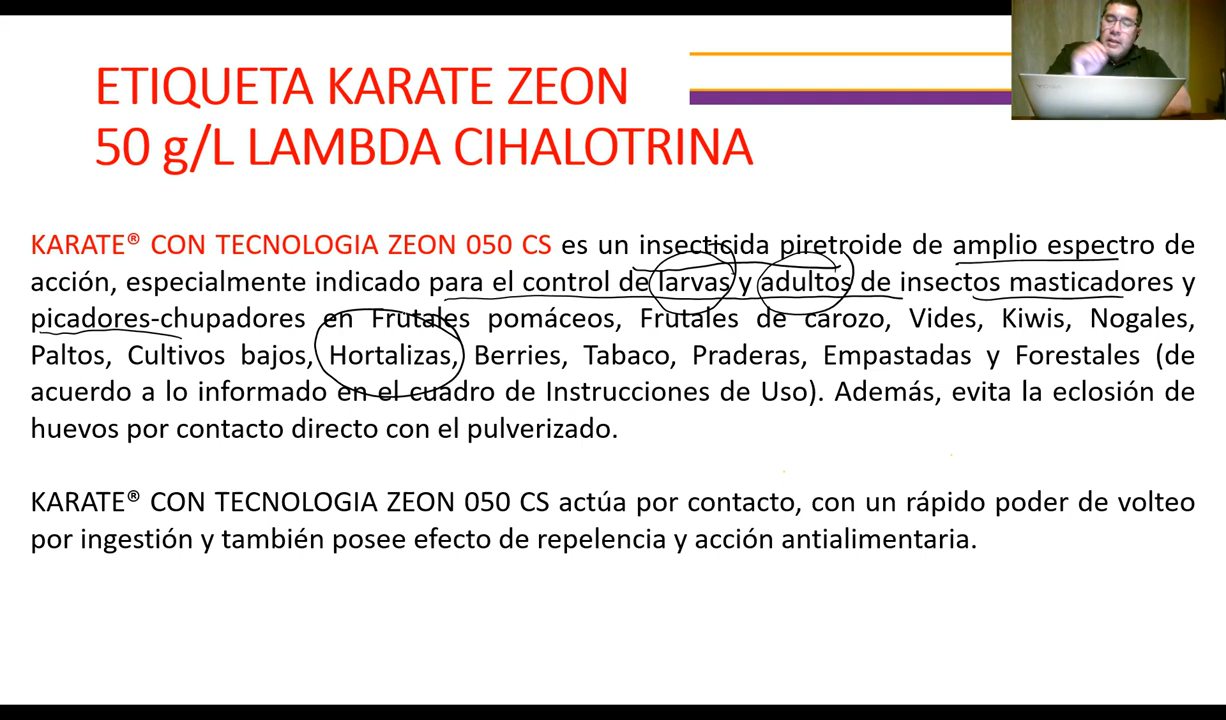 ETIQUETA KARATE ZEON
50 g/L LAMBDA CIHALOTRINA
KARATE® CON TECNOLOGIA ZEON 050 CS es un insecticida piretroide de amplio espectro de
acción, especialmente indicado para el control de larvas y adultos de insectos masticadores y
picadores-chupadores en Frutales pomáceos, Frutales de carozo, Vides, Kiwis, Nogales,
Paltos, Cultivos bajos, Hortalizas, Berries, Tabaco, Praderas, Empastadas y Forestales (de
acuerdo a lo informado en el cuadro de Instrucciones de Uso). Además, evita la eclosión de
huevos por contacto directo con el pulverizado.
KARATE® CON TECNOLOGIA ZEON 050 CS actúa por contacto, con un rápido poder de volteo
por ingestión y también posee efecto de repelencia y acción antialimentaria.